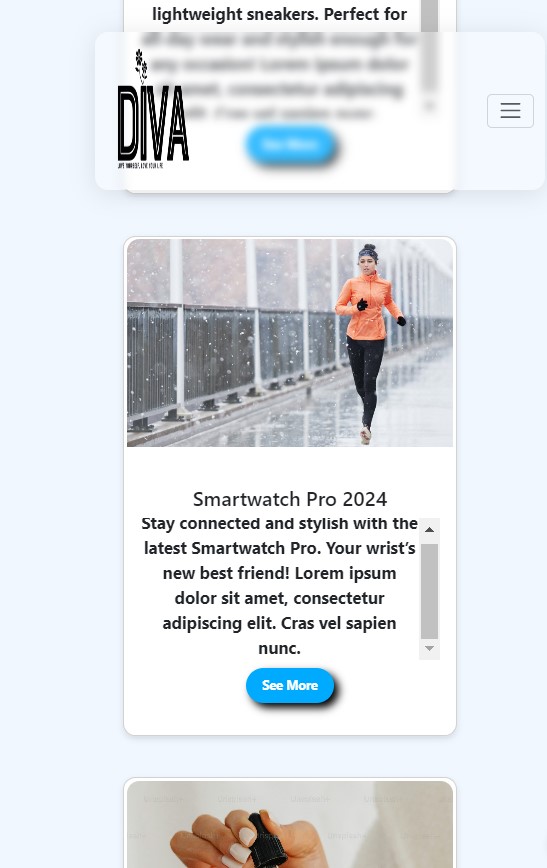 lightweight sneakers. Perfect for
all-day wear and stylish enough for
any occasion! Lorem ipsum dolor
sit amet, consectetur adipiscing
elit. Cras vel sapien nunc.
See More
DIVA
Smartwatch Pro 2024
Stay connected and stylish with the
latest Smartwatch Pro. Your wrist’s
new best friend! Lorem ipsum
dolor sit amet, consectetur
adipiscing elit. Cras vel sapien
nunc.
See More